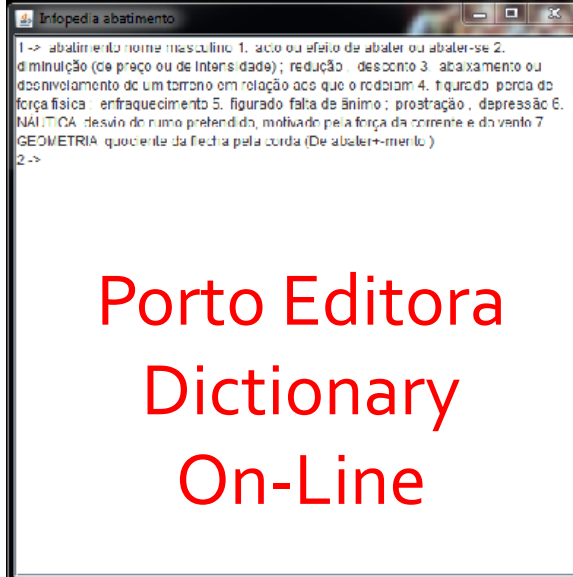 Infopedia abatimento
1 -> abatimento nome masculino 1. acto ou efeito de abater ou abater-se 2.
diminuição (de preço ou de intensidade) ; redução ; desconto 3. abaixamento ou
desnivelamento de um terreno em relação aos que o rodeiam 4. figurado perda de
força física ; enfraquecimento 5. figurado falta de ânimo ; prostração ; depressão 6.
NÁUTICA desvio do rumo pretendido, motivado pela força da corrente e do vento 7.
GEOMETRIA quociente da flecha pela corda (De abater+-mento )
2 ->
Porto Editora
Dictionary
On-Line